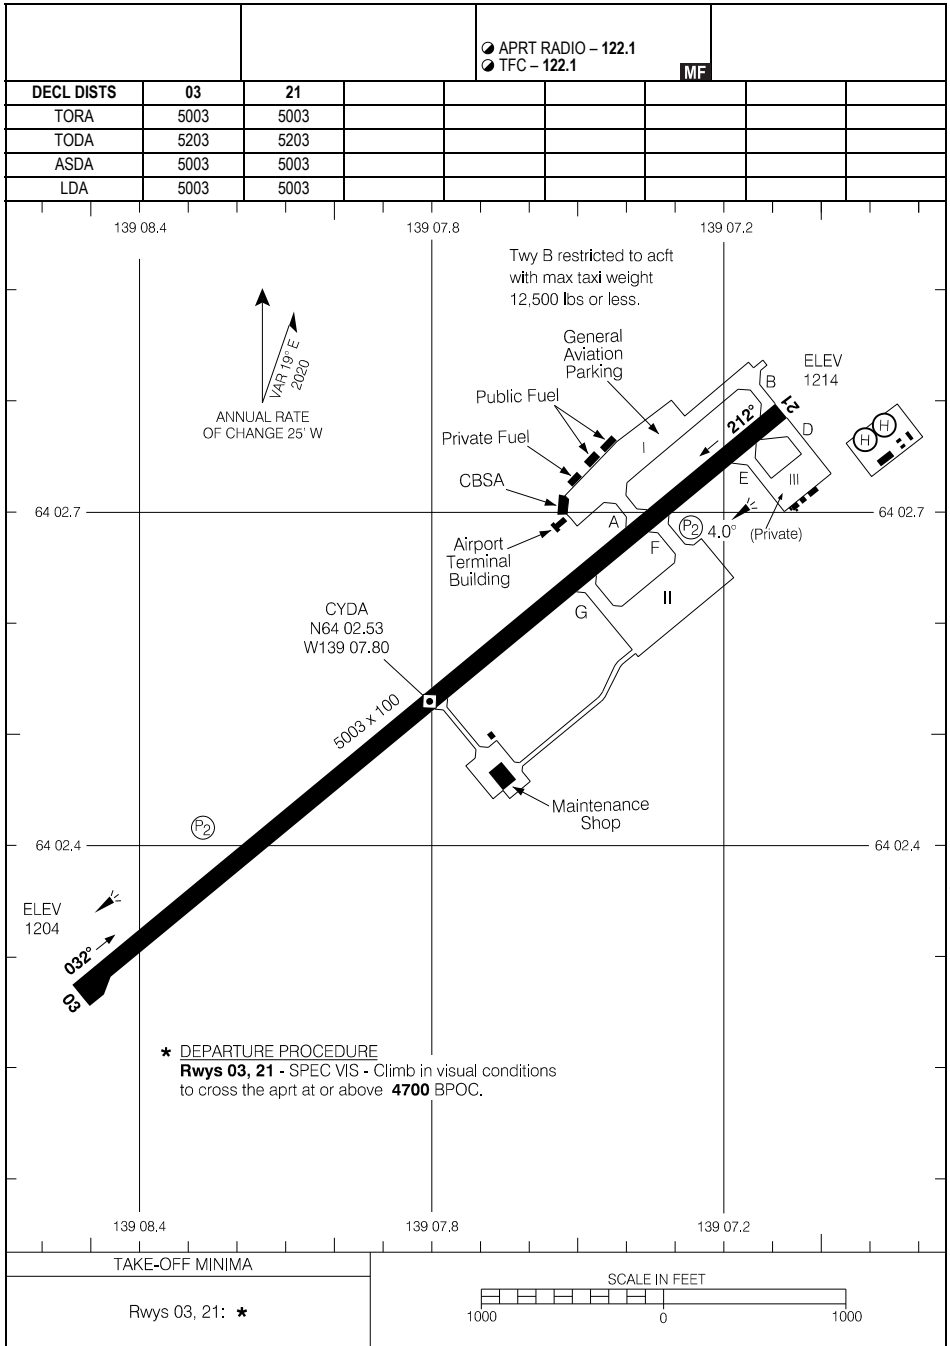 APRT RADIO – 122.1
TFC – 122.1
MF
DECL DISTS 03 21
TORA 5003 5003
TODA 5203 5203
ASDA 5003 5003
LDA 5003 5003
139 08.4 139 07.8 139 07.2
Twy B restricted to acft
with max taxi weight
12,500 lbs or less.
VAR 19° E
2020
ANNUAL RATE
OF CHANGE 25' W
General
Aviation
Parking
Public Fuel
Private Fuel
CBSA
Airport
Terminal
Building
ELEV
1214
B
21
212°
D
H H
I
E
III
(Private)
64 02.7 64 02.7
A
P2 4.0°
F
II
G
CYDA
N64 02.53
W139 07.80
5003 x 100
Maintenance
Shop
P2
64 02.4 64 02.4
ELEV
1204
032°
03
* DEPARTURE PROCEDURE
Rwys 03, 21 - SPEC VIS - Climb in visual conditions
to cross the aprt at or above 4700 BPOC.
139 08.4 139 07.8 139 07.2
TAKE-OFF MINIMA
Rwys 03, 21: *
SCALE IN FEET
1000 0 1000